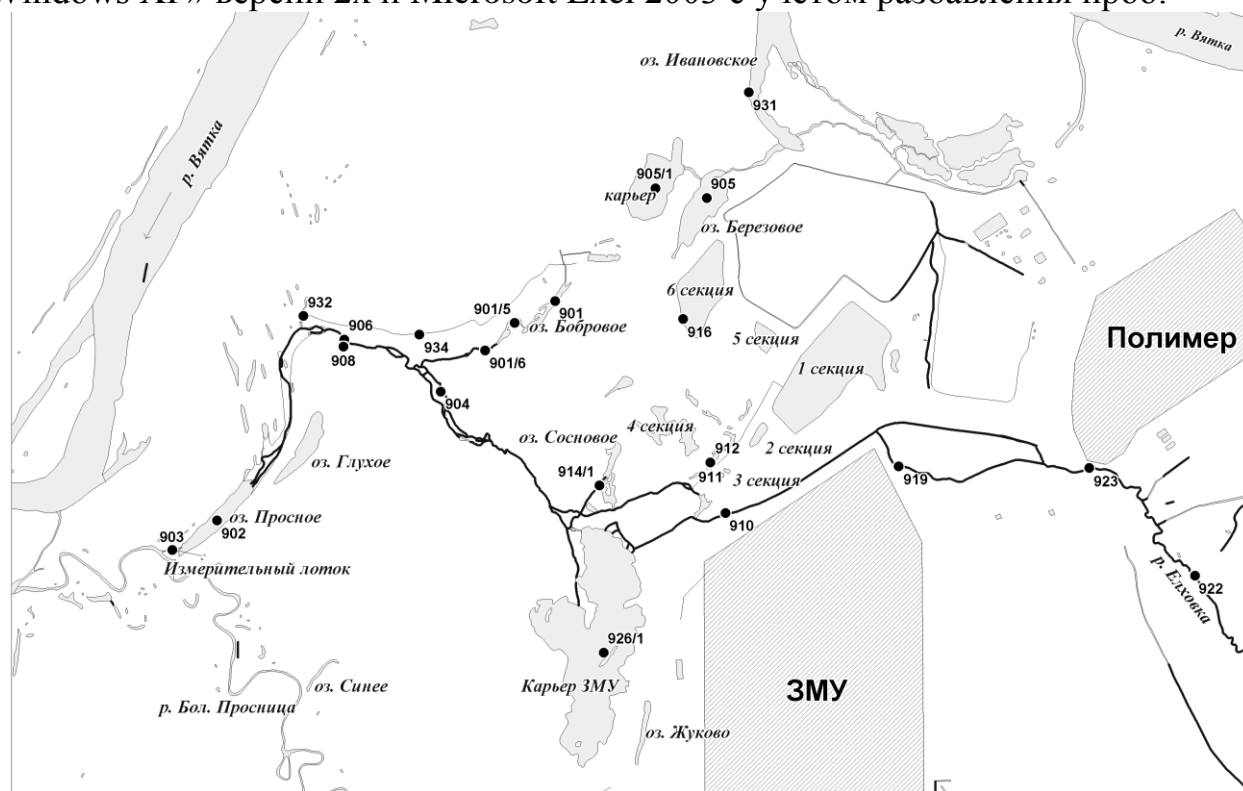 Windows XP» версии 2х и Microsoft Exel 2003 с учетом разбавления проб.
р. Вятка
оз. Ивановское
931
р. Вятка
905/1
905
карьер
оз. Березовое
6 секция
932
901/5
901
906
оз. Бобровое
916
934
5 секция
908
901/6
Полимер
1 секция
904
4 секция
оз. Сосновое
2 секция
912
оз. Глухое
914/1
911
3 секция
919
923
оз. Просное
910
903
902
Измерительный лоток
р. Елховка
922
926/1
оз. Синее
Карьер ЗМУ
ЗМУ
р. Бол. Просница
оз. Жуково